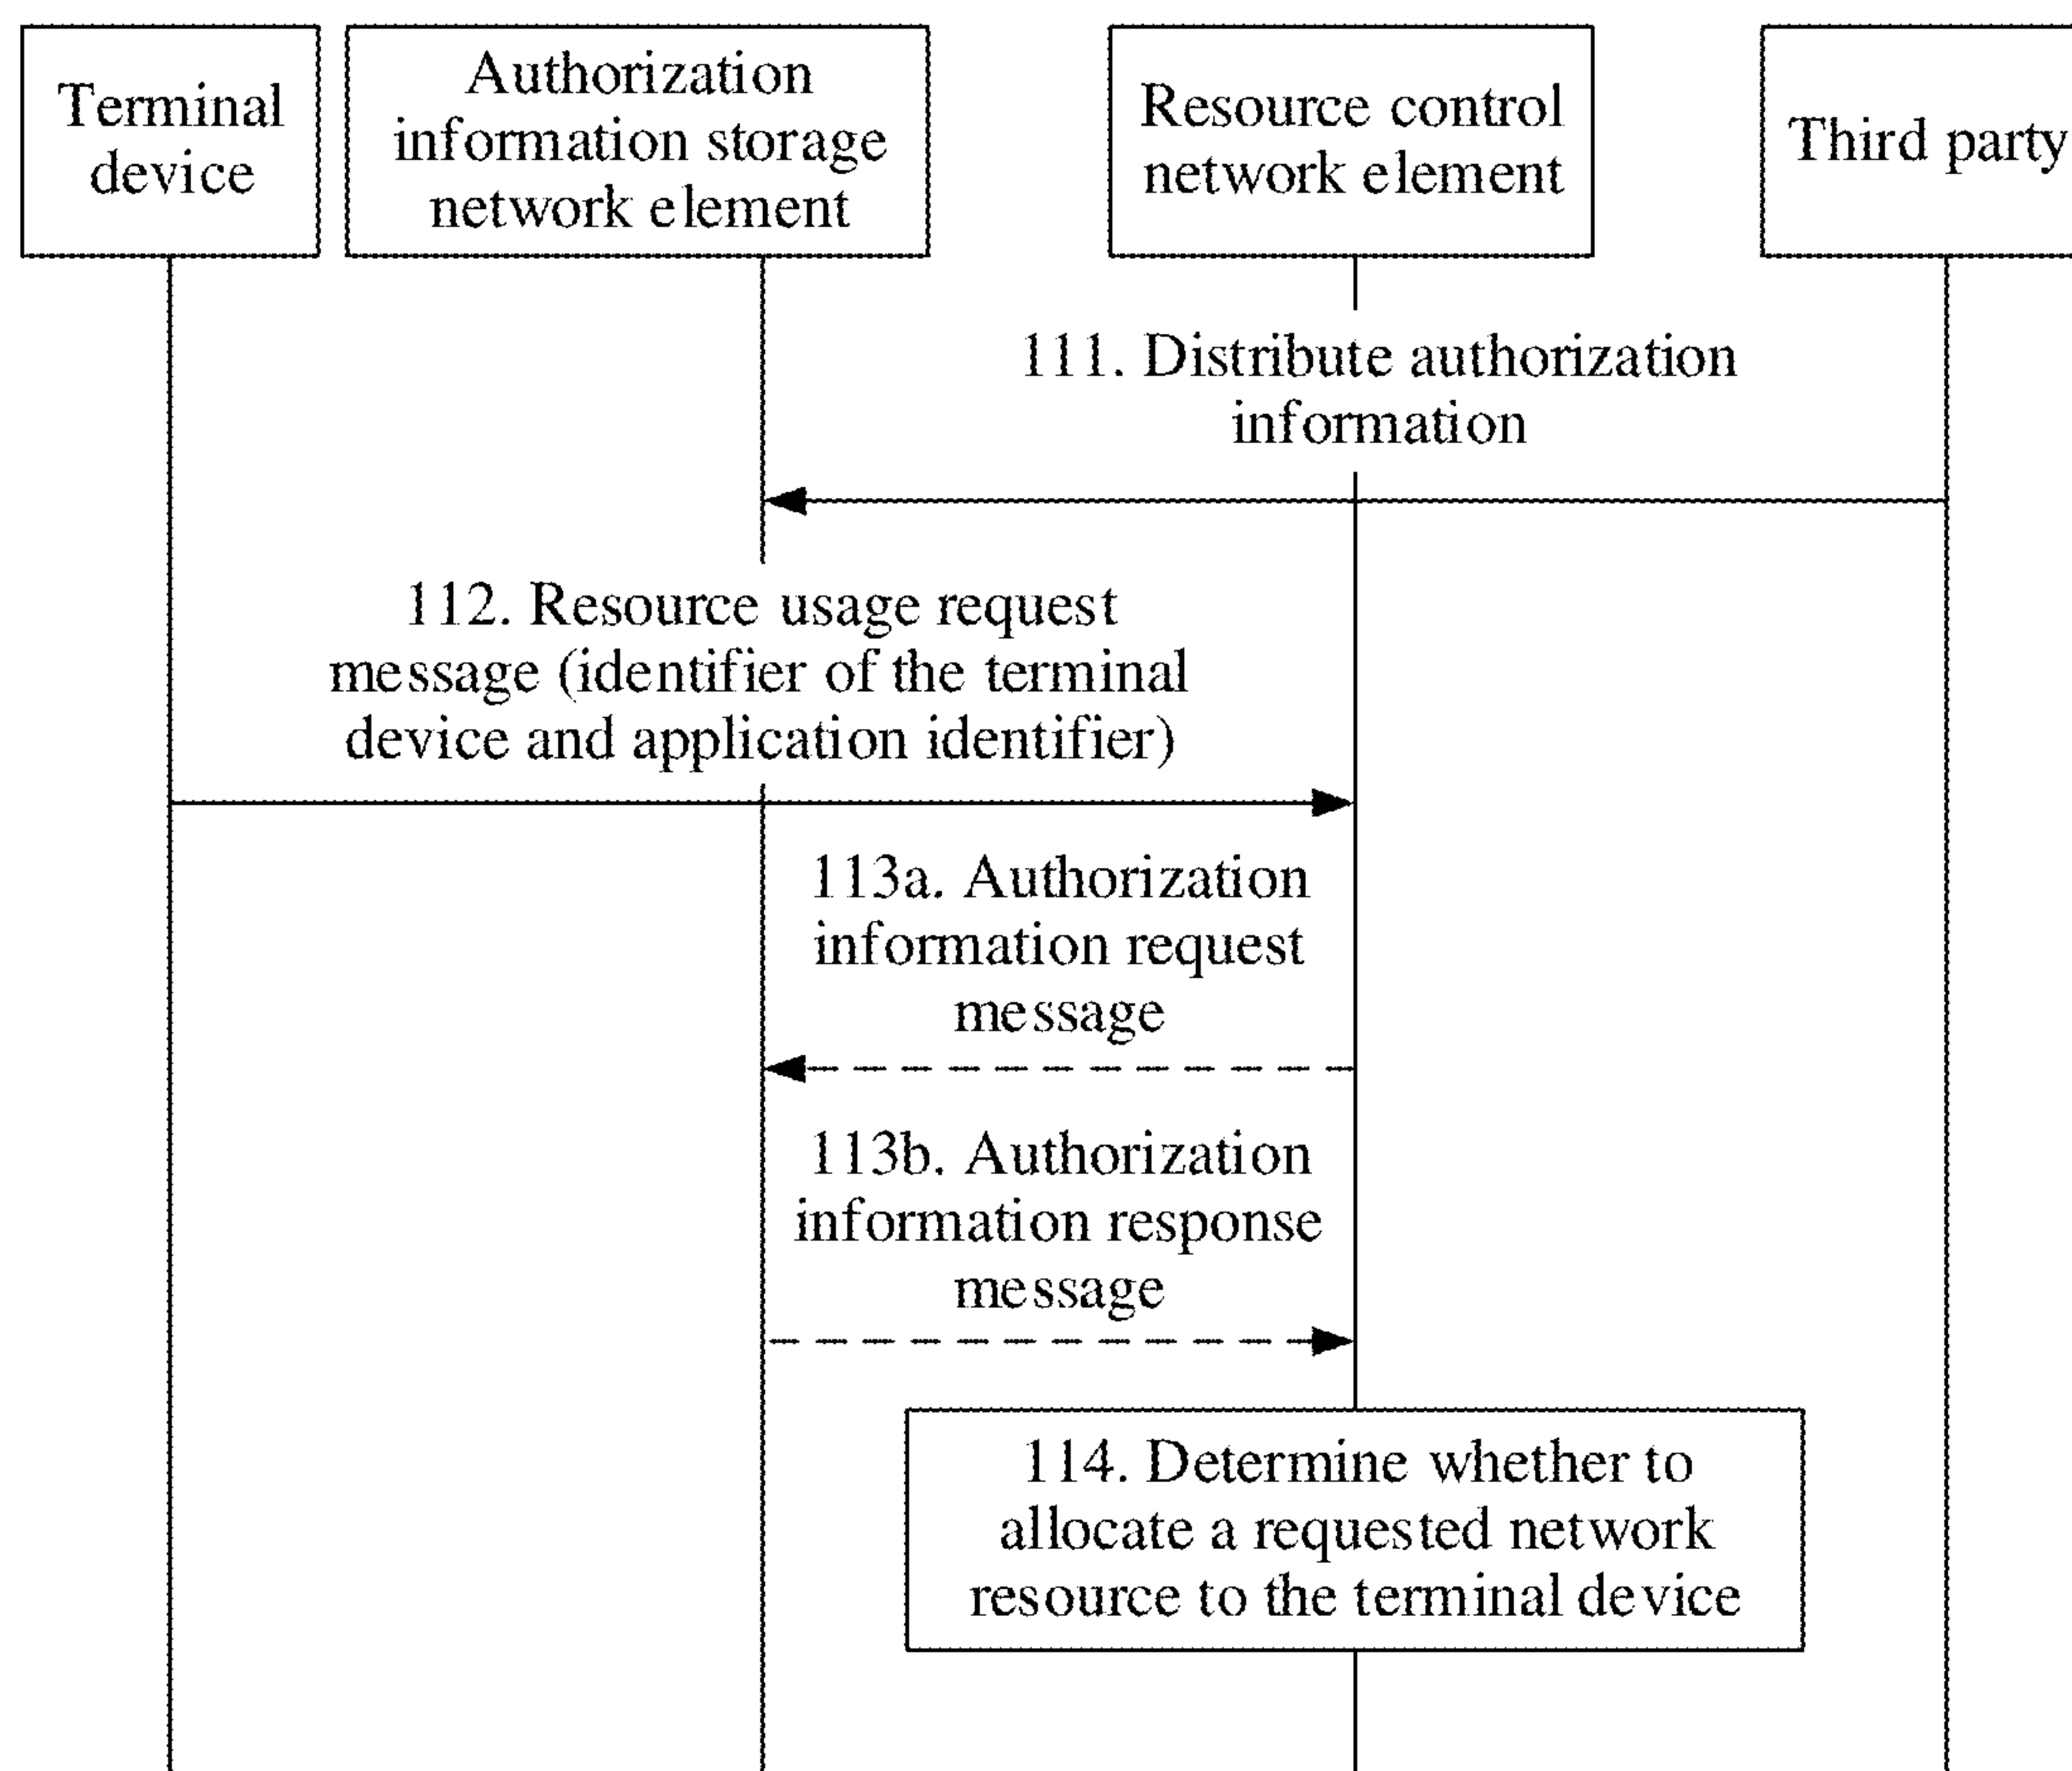 Terminal
device
Authorization
information storage
network element
Resource control
network element
Third party
111. Distribute authorization
information
112. Resource usage request
message (identifier of the terminal
device and application identifier)
113a. Authorization
information request
message
113b. Authorization
information response
message
114. Determine whether to
allocate a requested network
resource to the terminal device